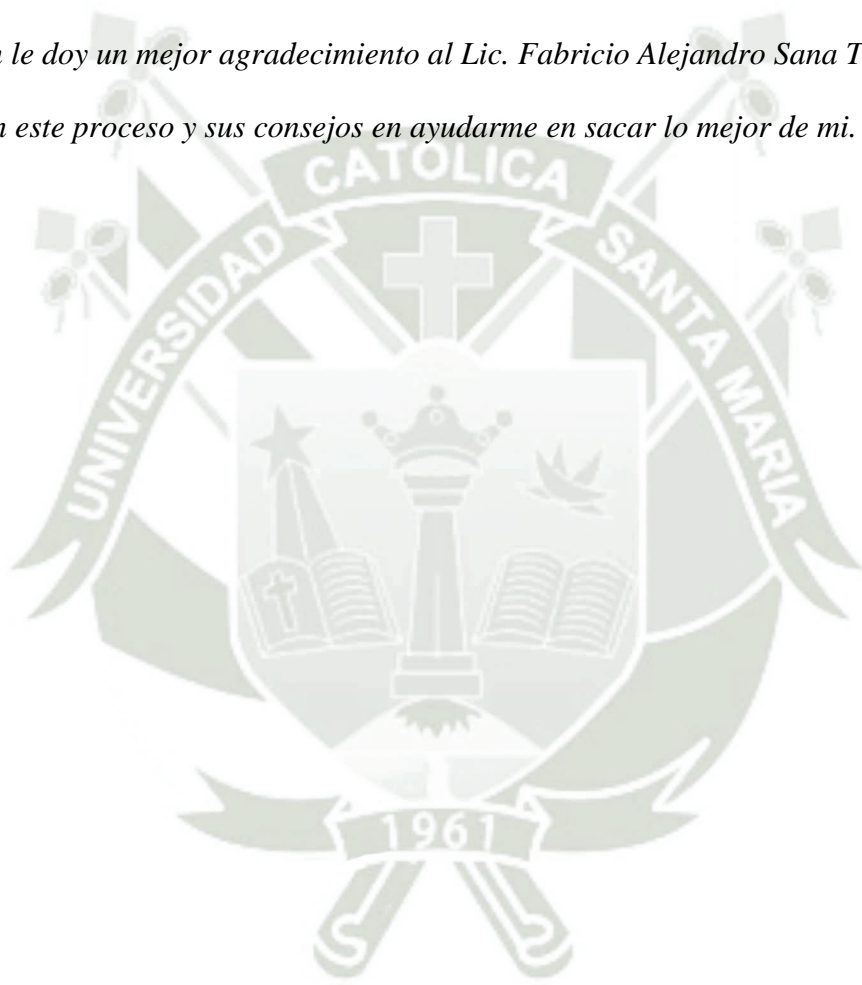 le doy un mejor agradecimiento al Lic. Fabricio Alejandro Sana T
este proceso y sus consejos en ayudarme en sacar lo mejor de mi.
UNIVERSIDAD CATÓLICA SANTA MARIA
1961